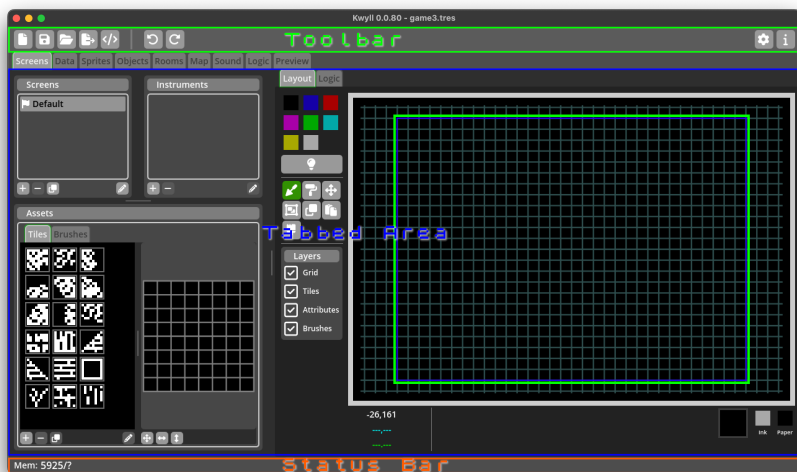 Kwyll 0.0.80 - game3.tres
Toolbar
Screens Data Sprites Objects Rooms Map Sound Logic Preview
Screens
Default
Instruments
Layout Logic
Assets
Tiles Brushes
Tabbed Area
Layers
Grid
Tiles
Attributes
Brushes
-26,161
---,---
---,---
Ink Paper
Mem: 5925/?
Status Bar